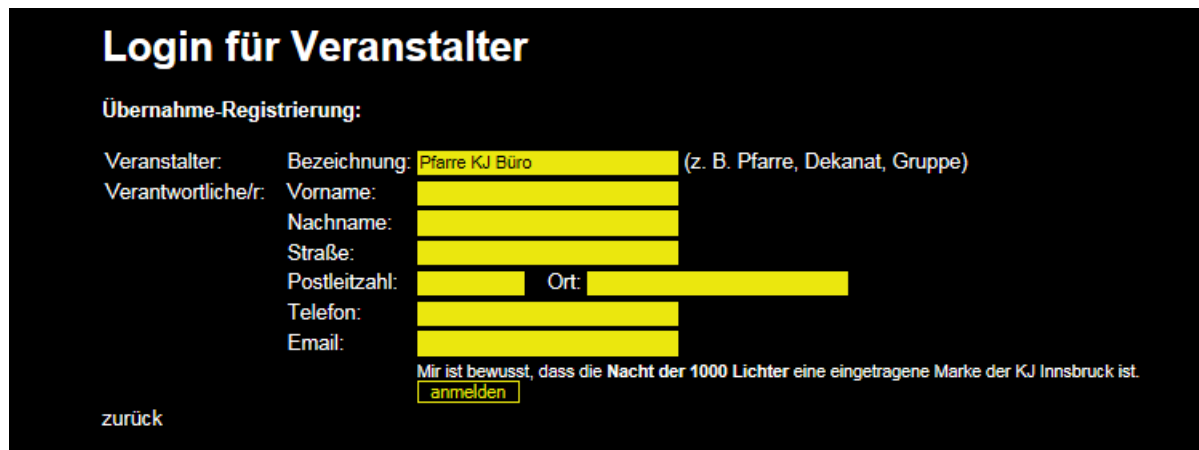 Login für Veranstalter
Übernahme-Registrierung:
Veranstalter: Bezeichnung: Pfarre KJ Büro (z. B. Pfarre, Dekanat, Gruppe)
Verantwortliche/r: Vorname:
Nachname:
Straße:
Postleitzahl: Ort:
Telefon:
Email:
Mir ist bewusst, dass die Nacht der 1000 Lichter eine eingetragene Marke der KJ Innsbruck ist.
anmelden
zurück